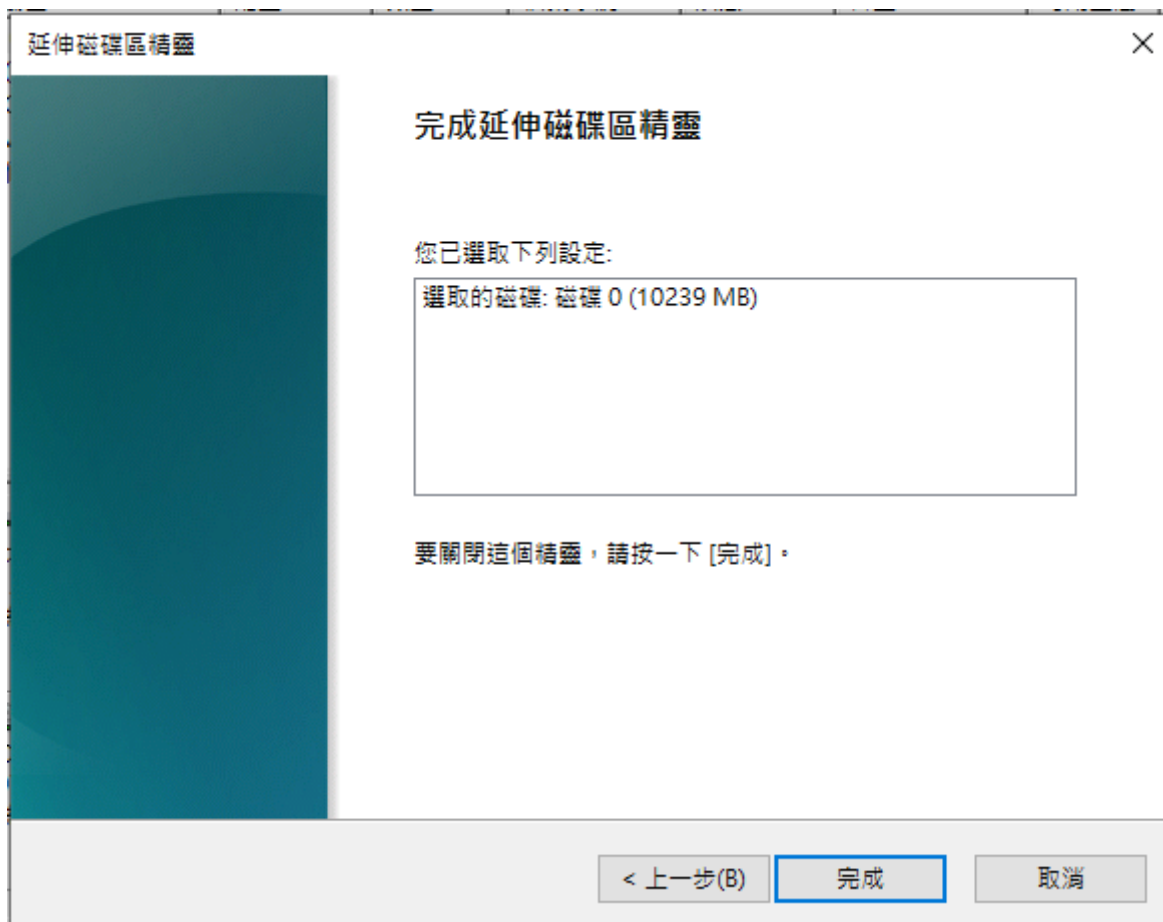 延伸磁碟區精靈
完成延伸磁碟區精靈
您已選取下列設定:
選取的磁碟: 磁碟 0 (10239 MB)
要關閉這個精靈，請按一下 [完成]。
< 上一步(B)
完成
取消